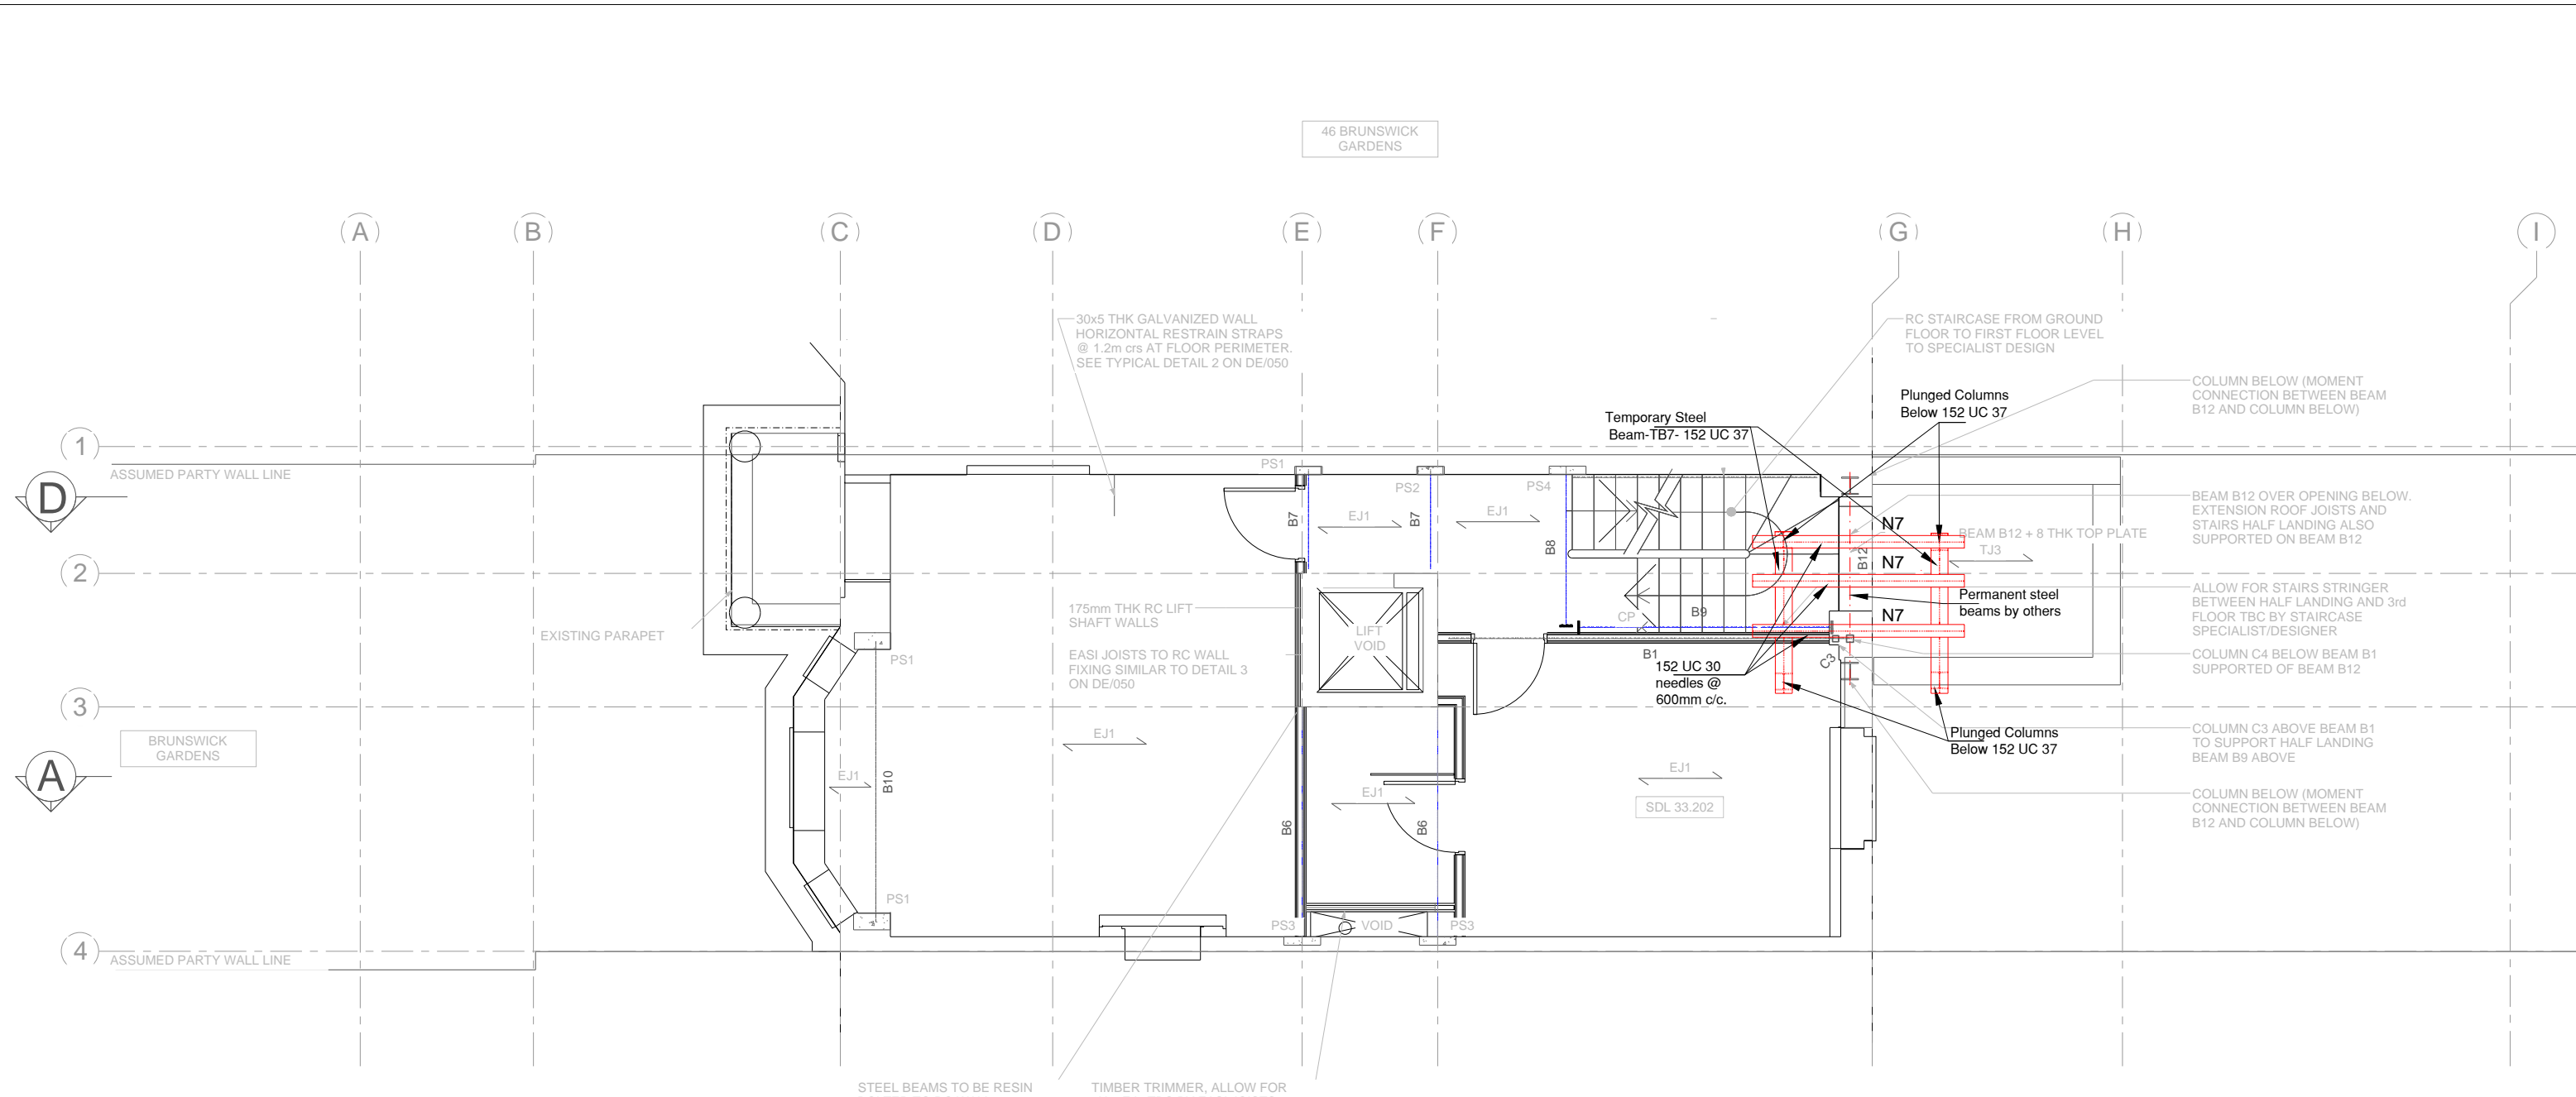 46 BRUNSWICK
GARDENS
A
B
C
D
E
F
G
H
I
30x5 THK GALVANIZED WALL
HORIZONTAL RESTRAIN STRAPS
@ 1.2m crs AT FLOOR PERIMETER.
SEE TYPICAL DETAIL 2 ON DE/050
RC STAIRCASE FROM GROUND
FLOOR TO FIRST FLOOR LEVEL
TO SPECIALIST DESIGN
COLUMN BELOW (MOMENT
CONNECTION BETWEEN BEAM
B12 AND COLUMN BELOW)
Plunged Columns
Below 152 UC 37
Temporary Steel
Beam-TB7- 152 UC 37
1
ASSUMED PARTY WALL LINE
D
PS1
PS2
PS4
B7
EJ1
B7
EJ1
B8
N7
BEAM B12 OVER OPENING BELOW.
EXTENSION ROOF JOISTS AND
STAIRS HALF LANDING ALSO
SUPPORTED ON BEAM B12
BEAM B12 + 8 THK TOP PLATE
TJ3
B12
N7
2
Permanent steel
beams by others
ALLOW FOR STAIRS STRINGER
BETWEEN HALF LANDING AND 3rd
FLOOR TBC BY STAIRCASE
SPECIALIST/DESIGNER
175mm THK RC LIFT
SHAFT WALLS
CP
B9
N7
EXISTING PARAPET
LIFT
VOID
PS1
EASI JOISTS TO RC WALL
FIXING SIMILAR TO DETAIL 3
ON DE/050
B1
C3
COLUMN C4 BELOW BEAM B1
SUPPORTED OF BEAM B12
152 UC 30
needles @
600mm c/c.
3
BRUNSWICK
GARDENS
EJ1
Plunged Columns
Below 152 UC 37
COLUMN C3 ABOVE BEAM B1
TO SUPPORT HALF LANDING
BEAM B9 ABOVE
A
EJ1
B10
EJ1
EJ1
SDL 33.202
COLUMN BELOW (MOMENT
CONNECTION BETWEEN BEAM
B12 AND COLUMN BELOW)
B6
B6
PS1
PS3
VOID
PS3
4
ASSUMED PARTY WALL LINE
STEEL BEAMS TO BE RESIN
TIMBER TRIMMER, ALLOW FOR